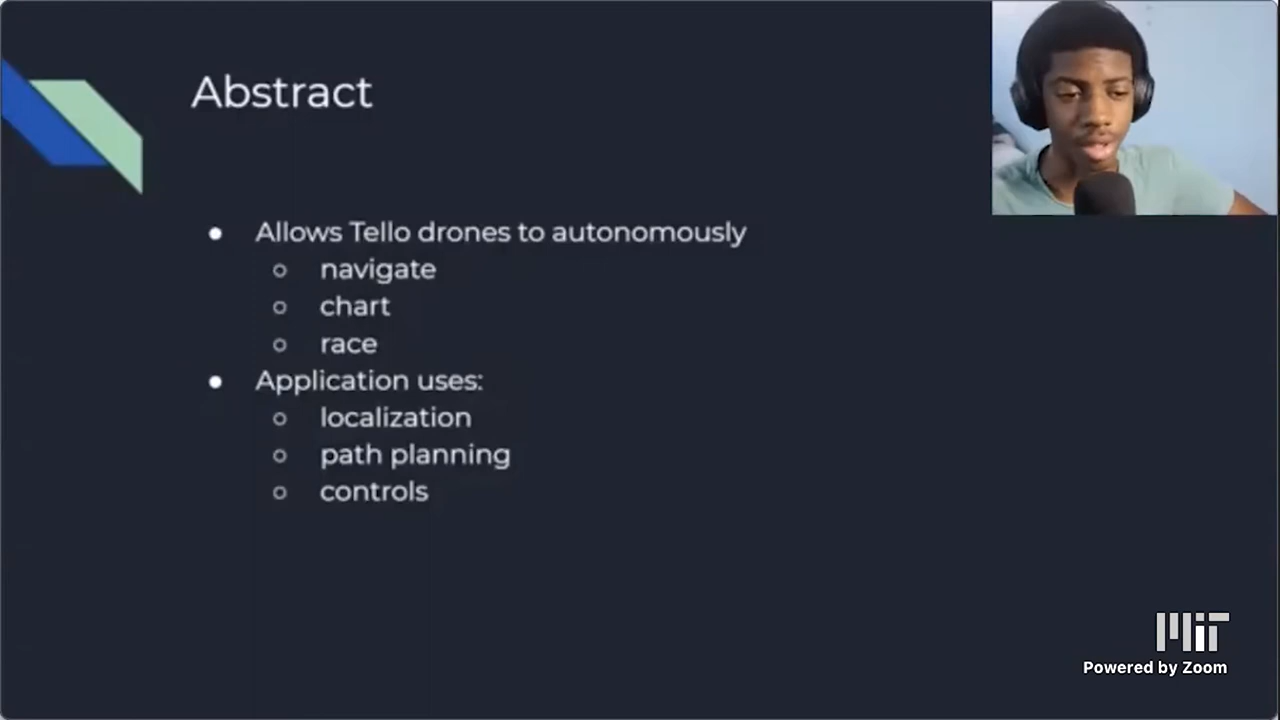 Abstract
Allows Tello drones to autonomously
navigate
chart
race
Application uses:
localization
path planning
controls
MIT
Powered by Zoom